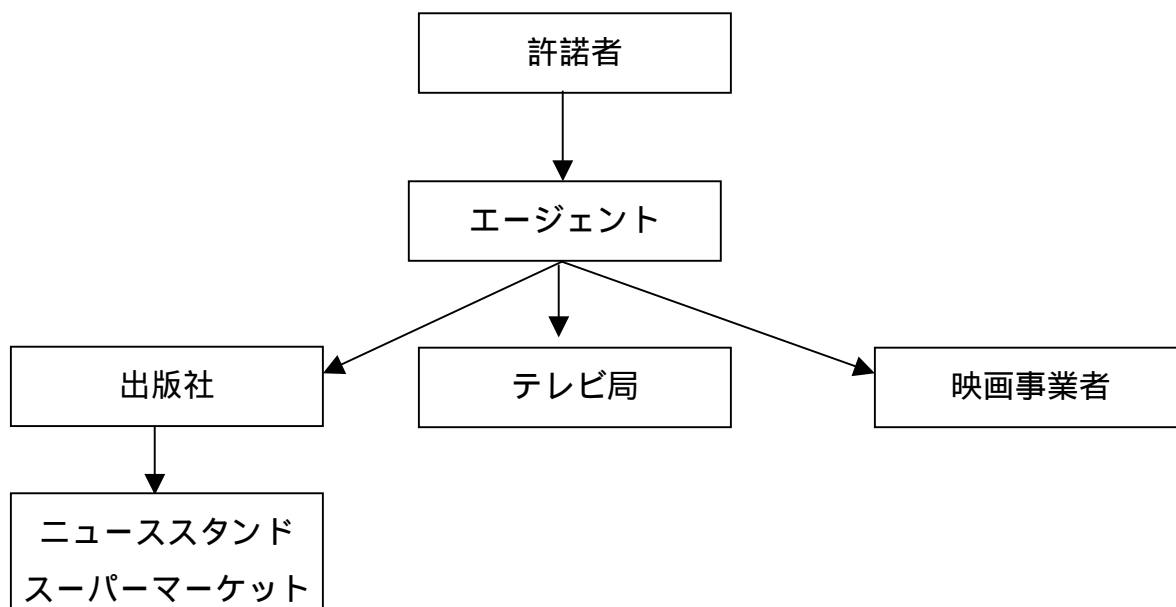 許諾者
エージェント
出版社
テレビ局
映画事業者
ニューススタンド
スーパーマーケット